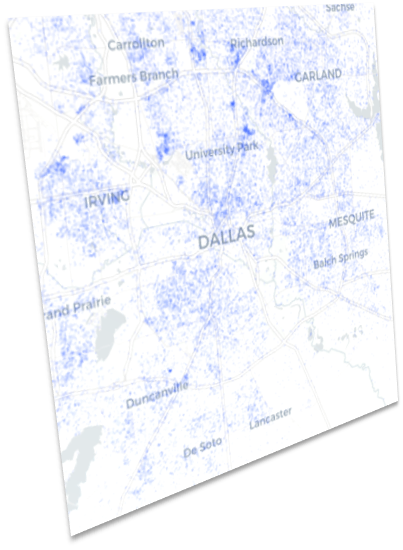 Sachse
Carrollton
Richardson
Farmers Branch
GARLAND
University Park
IRVING
MESQUITE
DALLAS
Balch Springs
and Prairie
Duncanville
Lancaster
De Soto